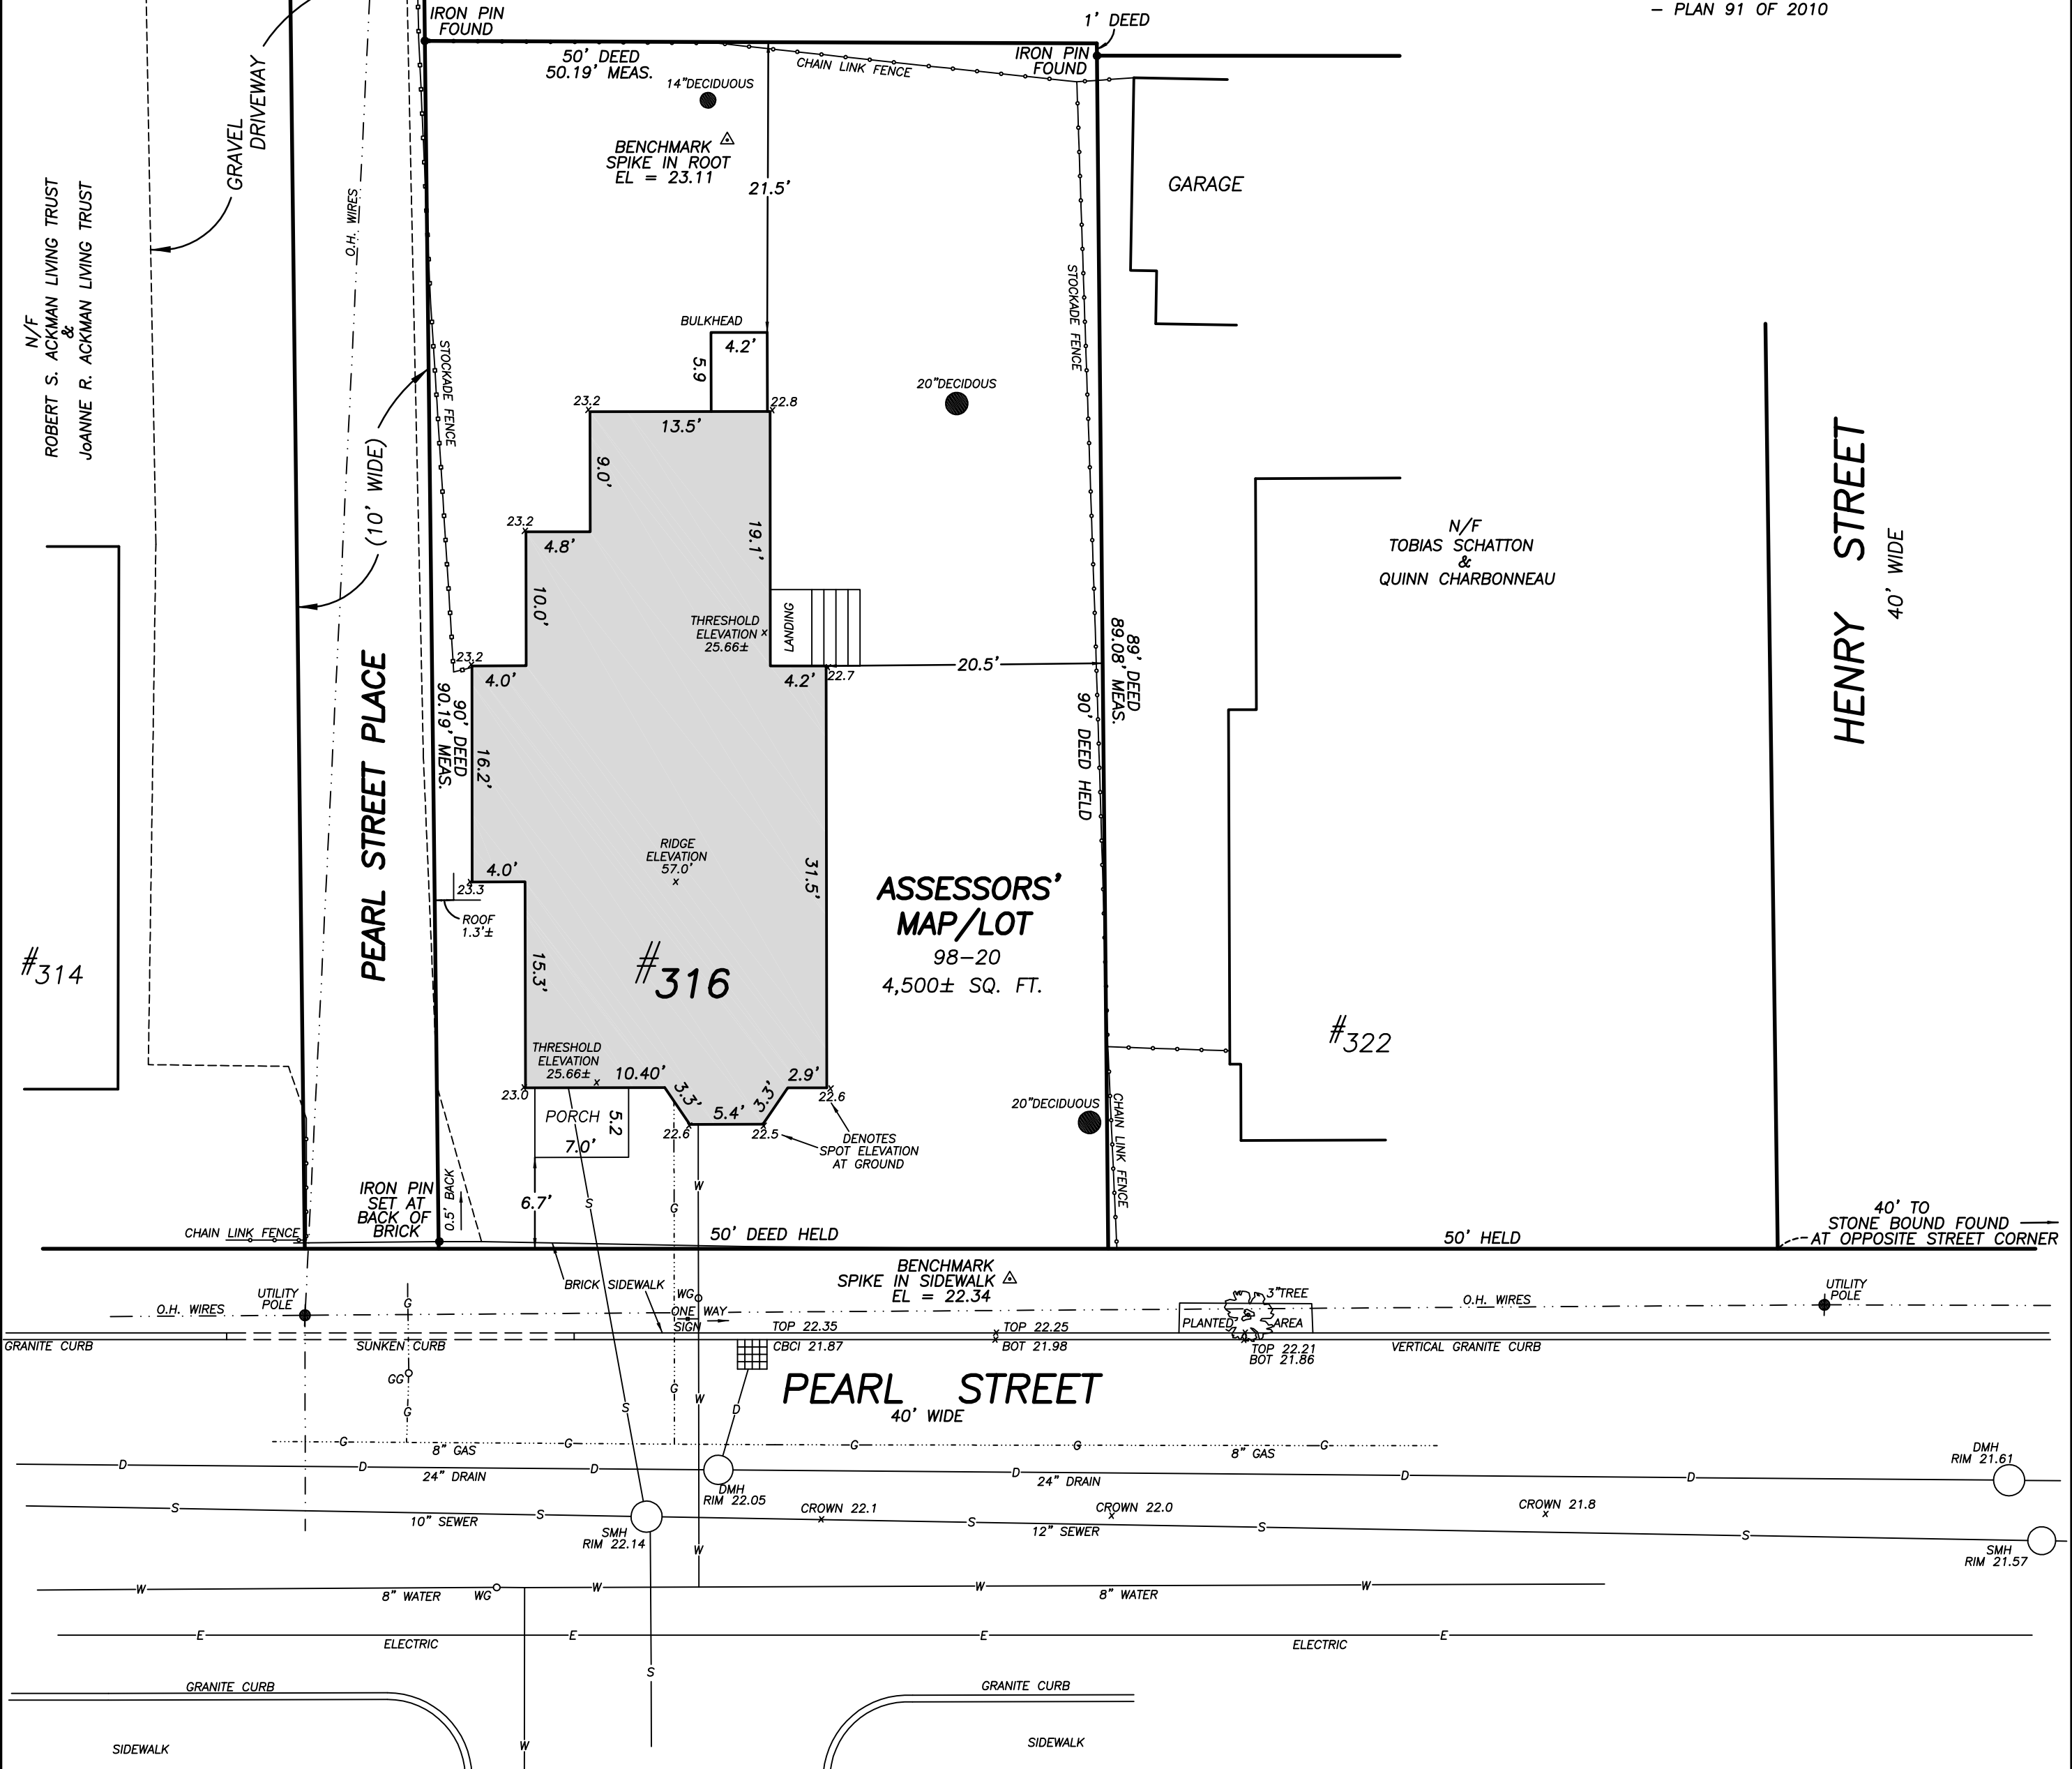 – PLAN 91 OF 2010
IRON PIN
FOUND
1' DEED
50' DEED
50.19' MEAS.
CHAIN LINK FENCE
IRON PIN
FOUND
14"DECIDUOUS
BENCHMARK
SPIKE IN ROOT
EL = 23.11
21.5'
GRAVEL
DRIVEWAY
O.H. WIRES
N/F
ROBERT S. ACKMAN LIVING TRUST
&
JoANNE R. ACKMAN LIVING TRUST
GARAGE
STOCKADE FENCE
STOCKADE FENCE
BULKHEAD
4.2'
5.9
20"DECIDOUS
23.2
22.8
13.5'
9.0'
(10' WIDE)
23.2
4.8'
19.1'
10.0'
THRESHOLD
ELEVATION
25.66±
LANDING
N/F
TOBIAS SCHATTON
&
QUINN CHARBONNEAU
HENRY STREET
40' WIDE
23.2
4.0'
4.2'
22.7
20.5'
89' DEED
89.08' MEAS.
90' DEED HELD
90' DEED
90.19' MEAS.
16.2'
PEARL STREET PLACE
RIDGE
ELEVATION
57.0'
31.5'
4.0'
23.3
ROOF
1.3'±
ASSESSORS'
MAP/LOT
98–20
4,500± SQ. FT.
#314
15.3'
#316
#322
THRESHOLD
ELEVATION
25.66±
10.40'
2.9'
23.0
3.3'
5.4'
3.3'
22.6
PORCH
5.2
7.0'
22.6
22.5
DENOTES
SPOT ELEVATION
AT GROUND
20"DECIDUOUS
CHAIN LINK FENCE
IRON PIN
SET AT
BACK OF
BRICK
0.5' BACK
6.7'
S
W
G
CHAIN LINK FENCE
50' DEED HELD
50' HELD
40' TO
STONE BOUND FOUND
AT OPPOSITE STREET CORNER
BENCHMARK
SPIKE IN SIDEWALK
EL = 22.34
BRICK SIDEWALK
UTILITY
POLE
O.H. WIRES
G
WG
ONE WAY
SIGN
3"TREE
PLANTED AREA
O.H. WIRES
UTILITY
POLE
TOP 22.35
TOP 22.25
GRANITE CURB
SUNKEN CURB
CBCI 21.87
BOT 21.98
TOP 22.21
BOT 21.86
VERTICAL GRANITE CURB
GG
G
G
S
W
D
PEARL STREET
40' WIDE
G
8" GAS
G
G
G
8" GAS
G
D
D
24" DRAIN
D
DMH
RIM 22.05
D
24" DRAIN
D
D
DMH
RIM 21.61
S
10" SEWER
S
SMH
RIM 22.14
CROWN 22.1
S
12" SEWER
CROWN 22.0
S
CROWN 21.8
S
SMH
RIM 21.57
W
W
8" WATER
WG
W
W
8" WATER
W
E
ELECTRIC
E
E
ELECTRIC
E
S
GRANITE CURB
GRANITE CURB
SIDEWALK
W
SIDEWALK